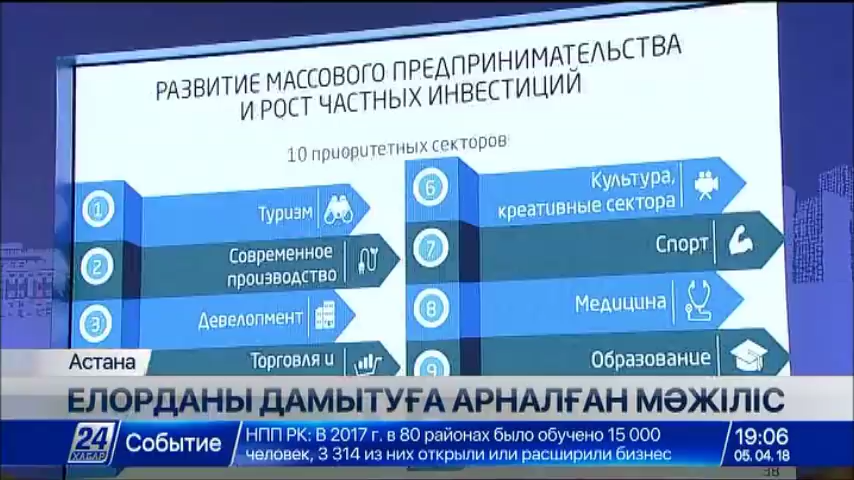 РАЗВИТИЕ МАССОВОГО ПРЕДПРИНИМАТЕЛЬСТВА
И РОСТ ЧАСТНЫХ ИНВЕСТИЦИЙ
10 приоритетных секторов
1
Туризм
2
Современное
производство
3
Девелопмент
Торговля и
6
Культура,
креативные сектора
7
Спорт
8
Медицина
9
Образование
Астана
ЕЛОРДАНЫ ДАМЫТУҒА АРНАЛҒАН МӘЖІЛІС
24
ХАБАР
Событие
НПП РК: В 2017 г. в 80 районах было обучено 15 000
человек, 3 314 из них открыли или расширили бизнес
19:06
05.04.18